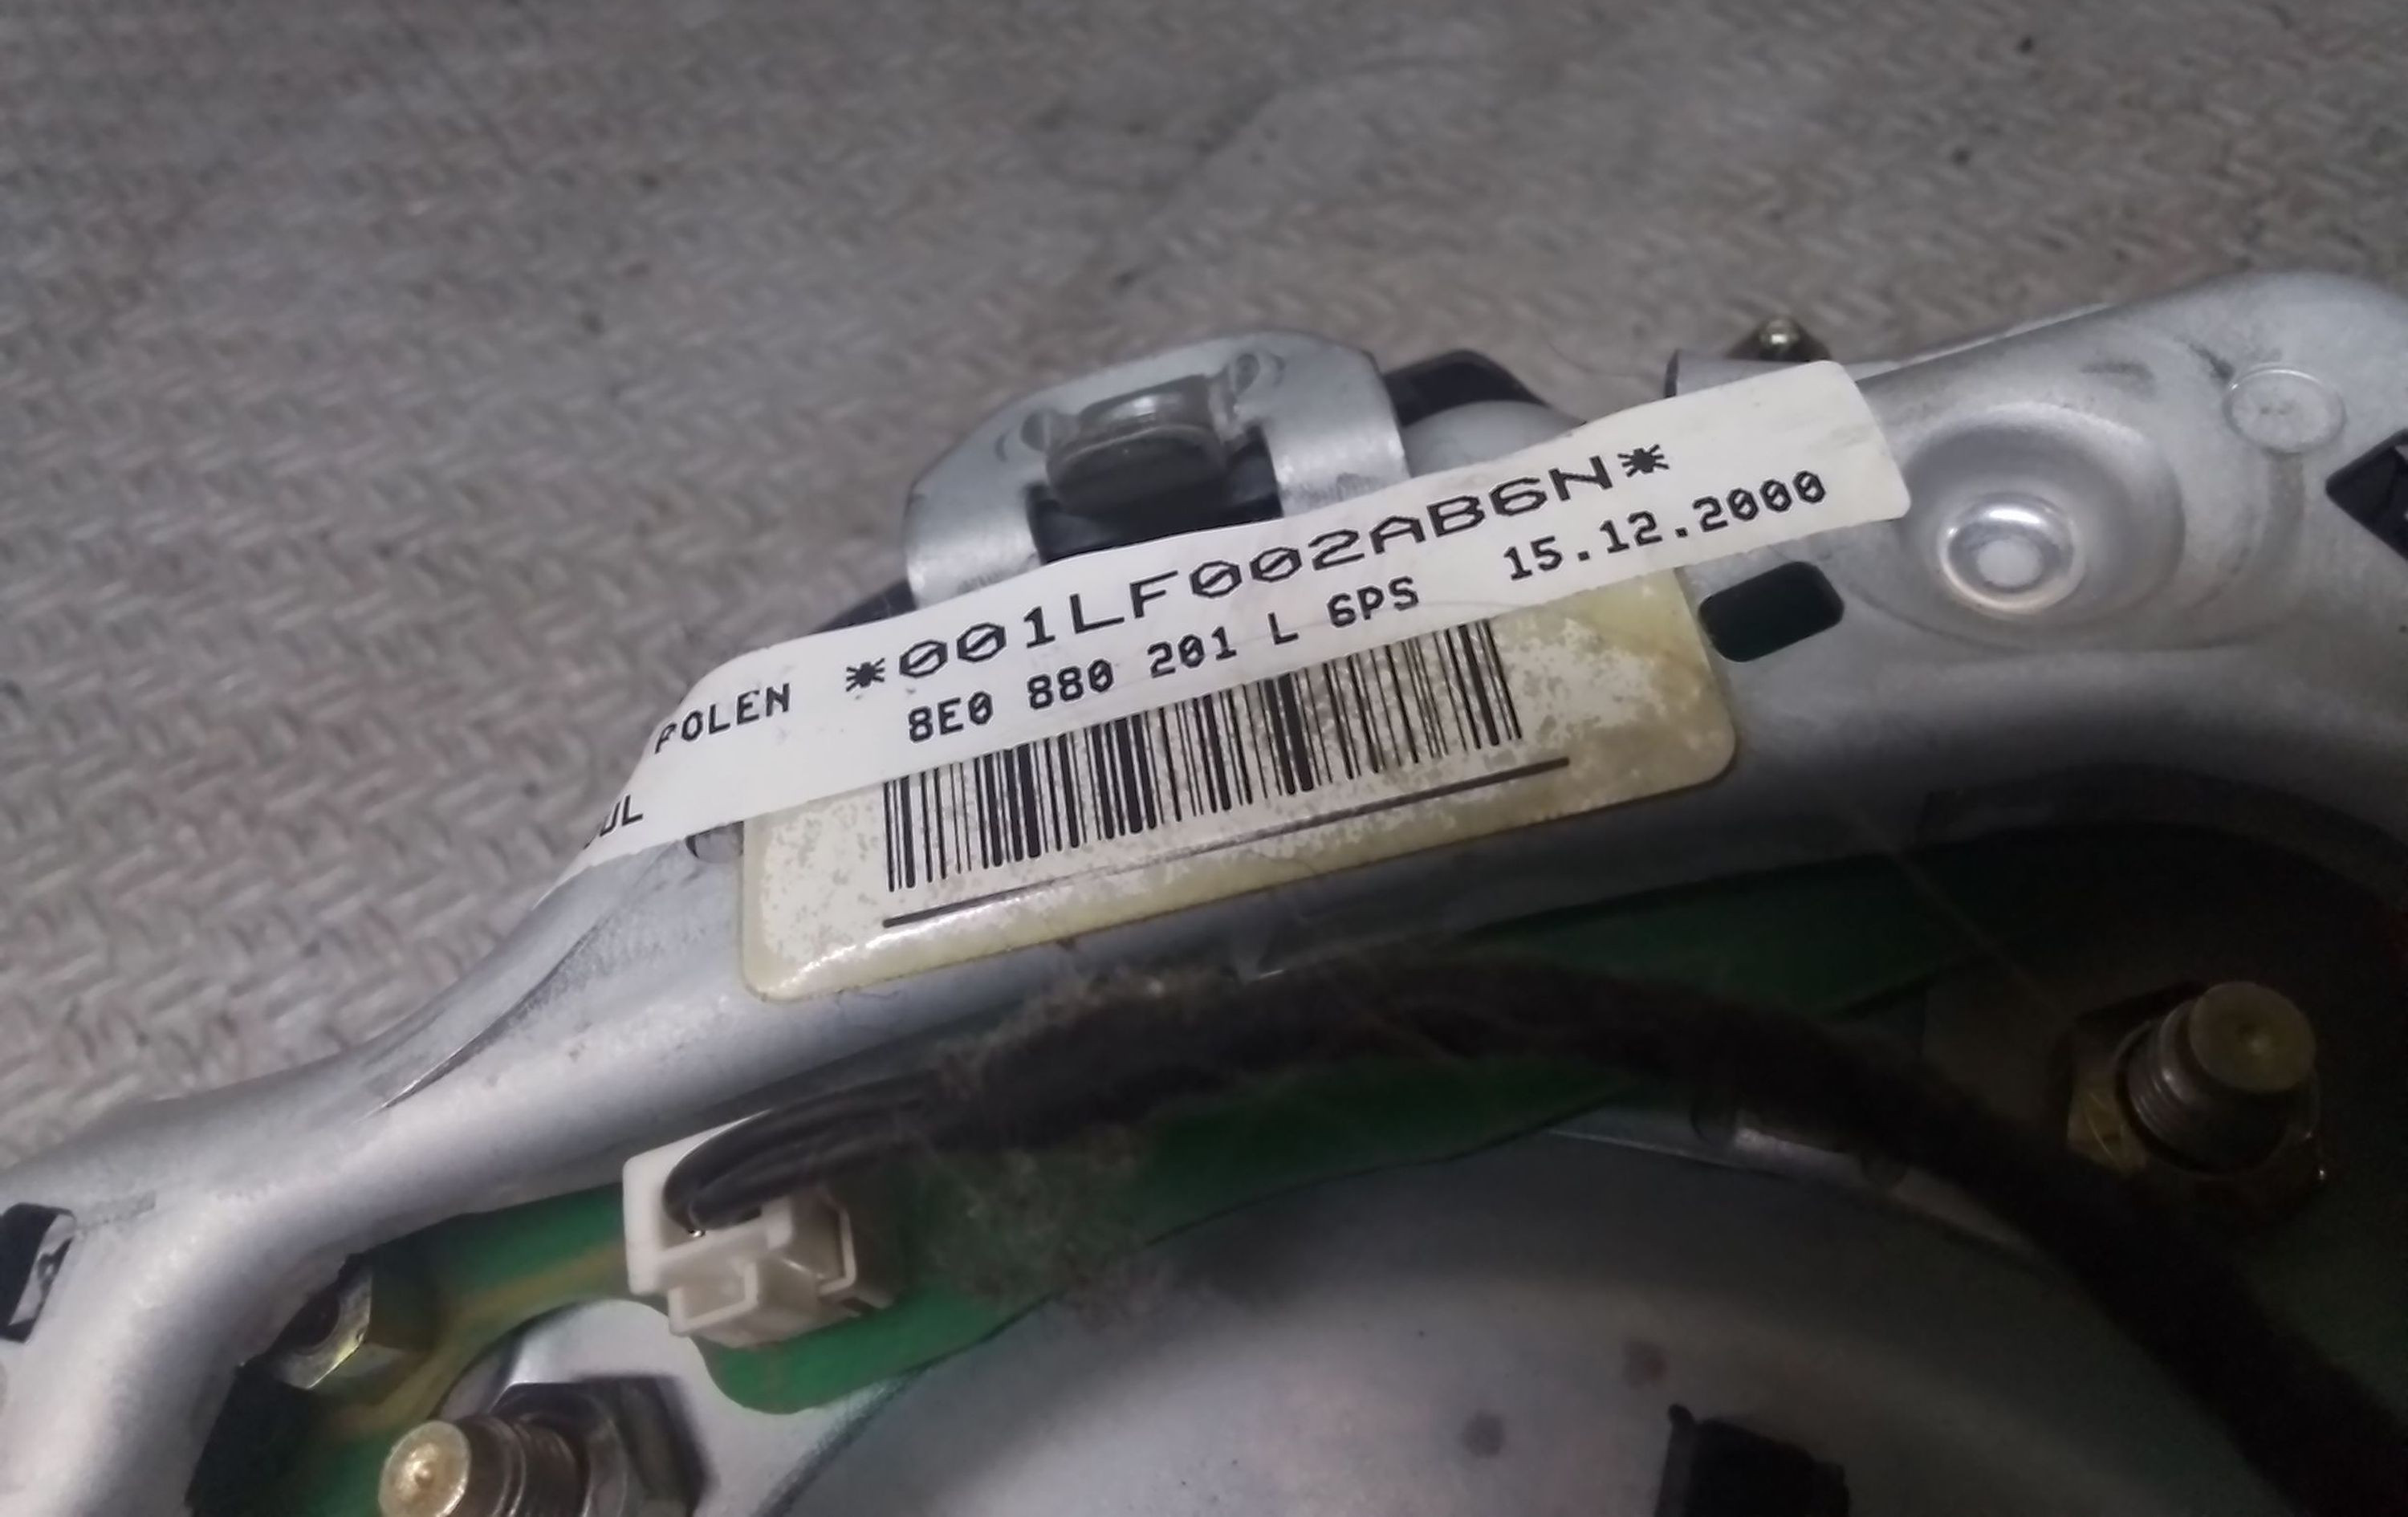 POLEN *001LF002AB6N*
8E0 880 201 L 6PS 15.12.2000